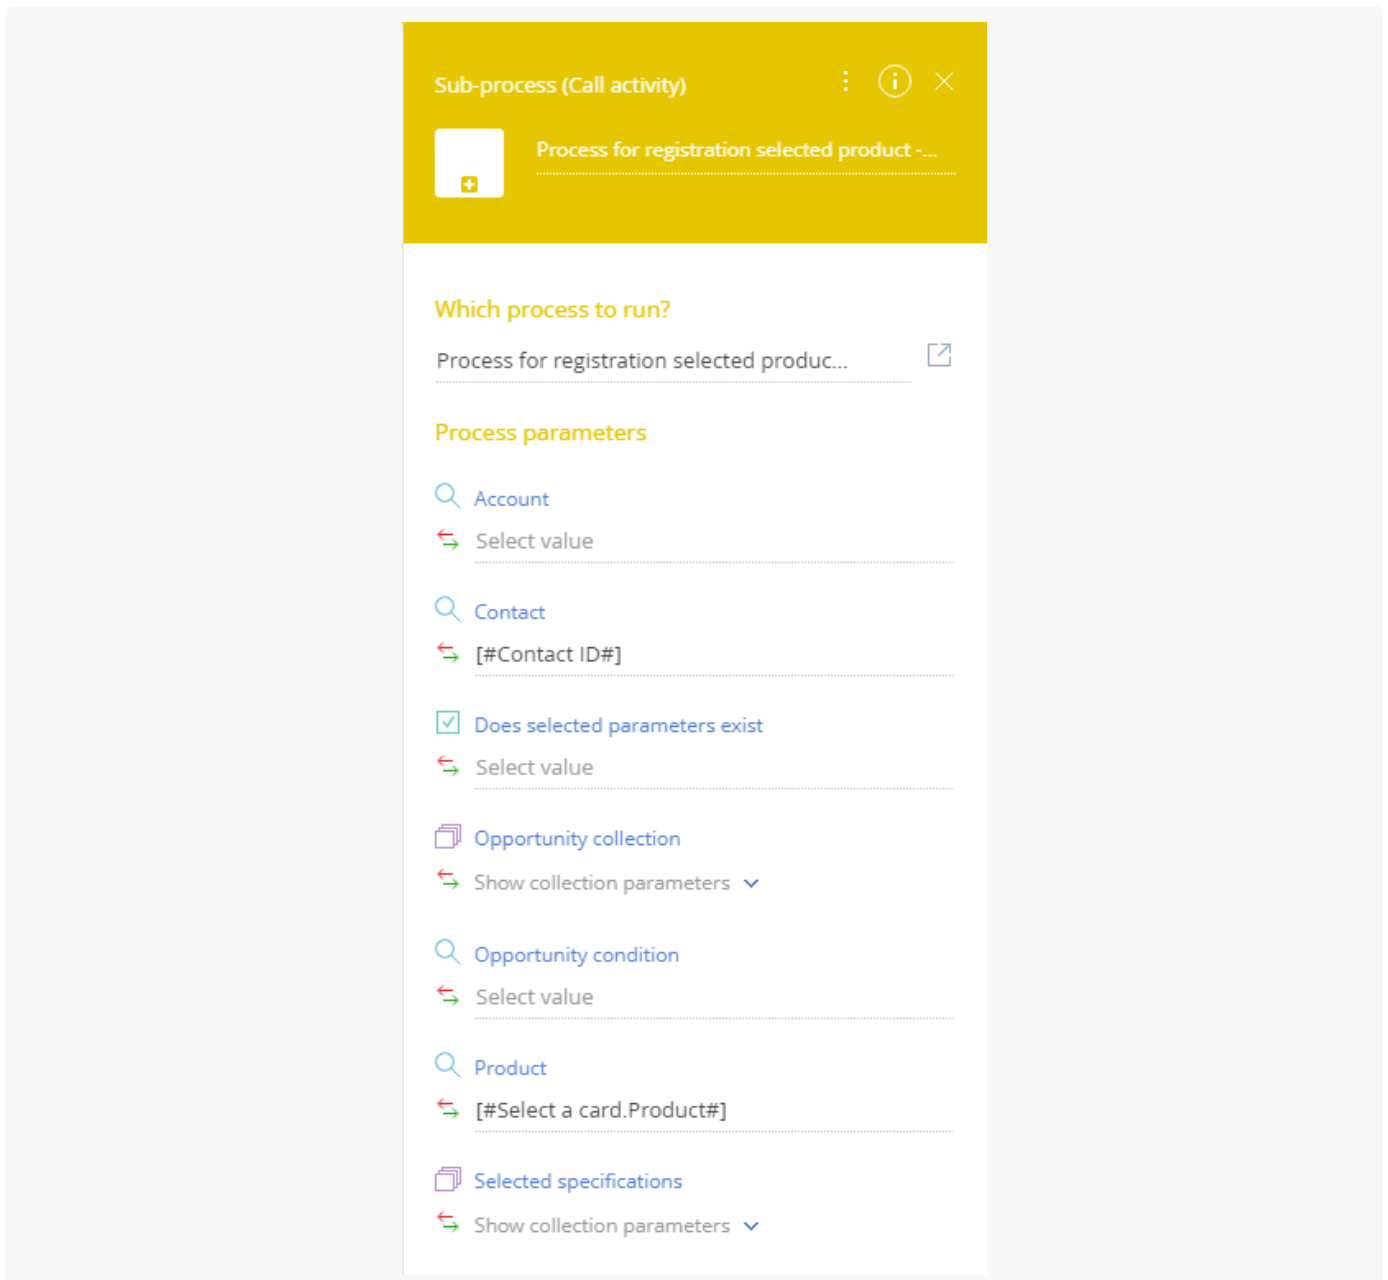 Sub-process (Call activity)
Process for registration selected product -...
Which process to run?
Process for registration selected produc...
Process parameters
Account
Select value
Contact
[#Contact ID#]
Does selected parameters exist
Select value
Opportunity collection
Show collection parameters
Opportunity condition
Select value
Product
[#Select a card.Product#]
Selected specifications
Show collection parameters